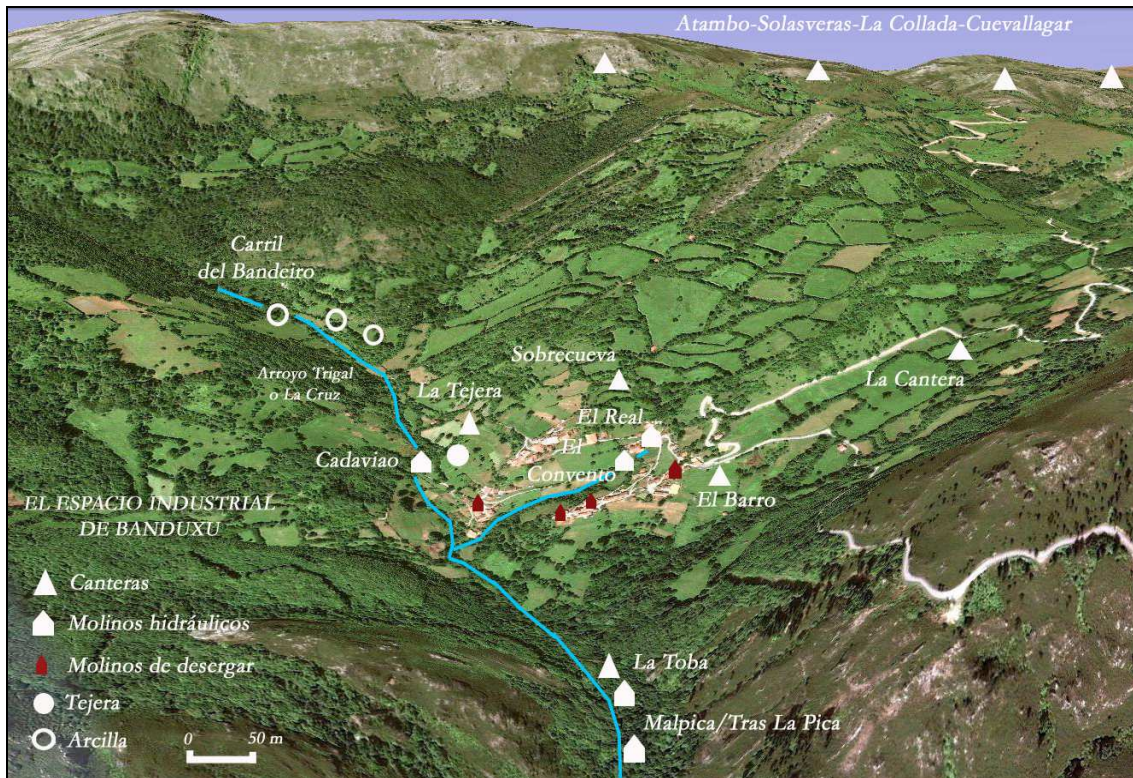 Atambo-Solasveras-La Collada-Cuevallagar
Carril
del Bandeiro
Arroyo Trigal
o La Cruz
Sobrecueva
La Cantera
La Tejera
El Real
El
Convento
Cadaviao
El Barro
EL ESPACIO INDUSTRIAL
DE BANDUXU
Canteras
Molinos hidráulicos
Molinos de desergar
Tejera
Arcilla
0 50 m
La Toba
Malpica/Tras La Pica